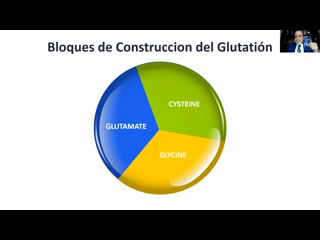 Bloques de Construccion del Glutatión
CYSTEINE
GLUTAMATE
GLYCINE